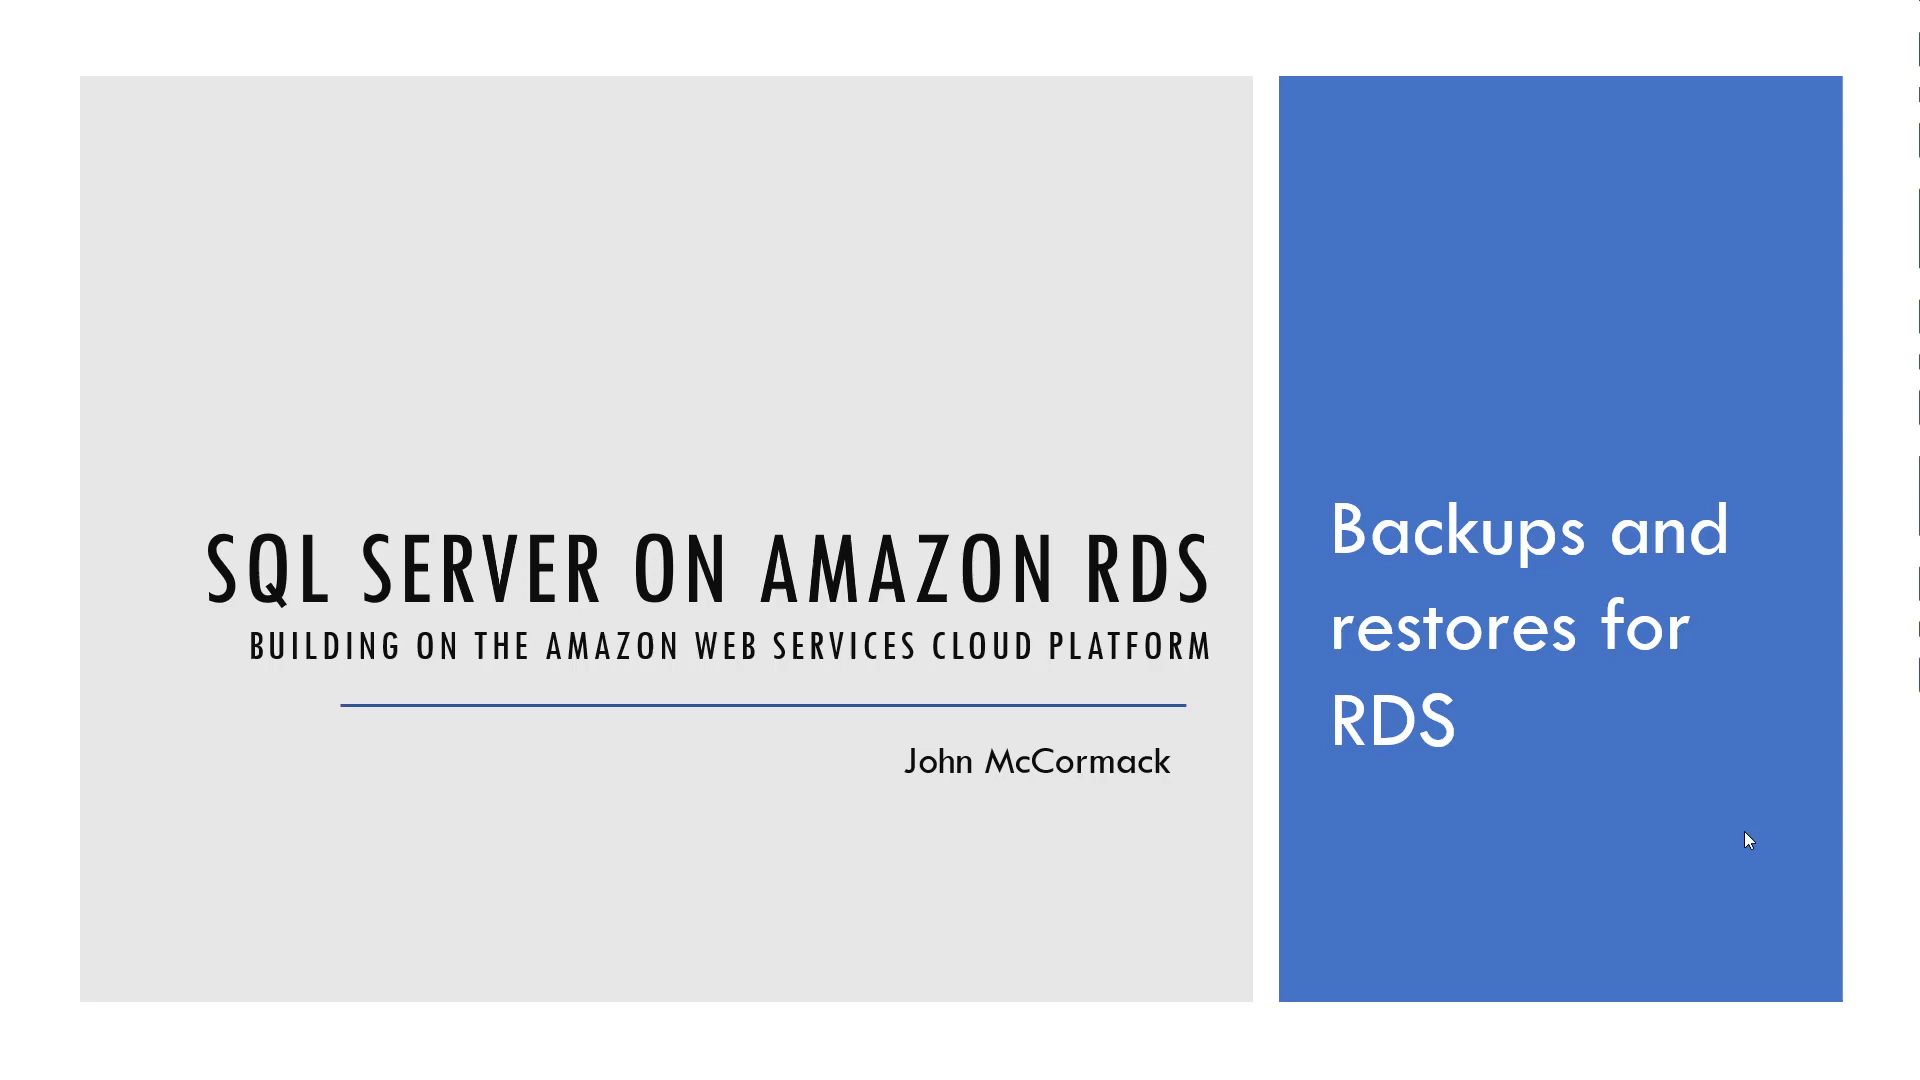 SQL SERVER ON AMAZON RDS
BUILDING ON THE AMAZON WEB SERVICES CLOUD PLATFORM
John McCormack
Backups and
restores for
RDS